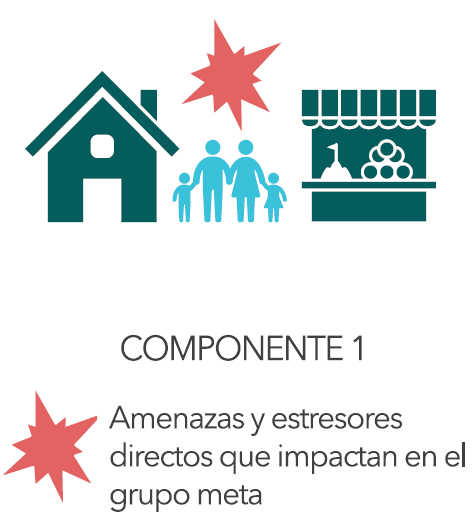 COMPONENTE 1
Amenazas y estresores
directos que impactan en el
grupo meta